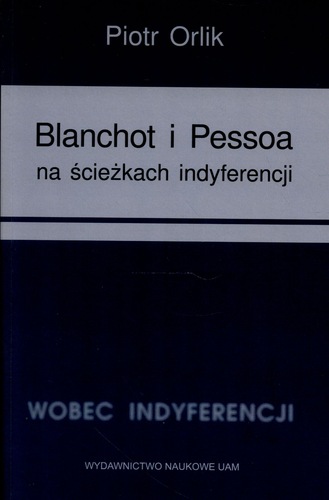 Piotr Orlik
Blanchot i Pessoa
na ścieżkach indyferencji
WOBEC INDYFERENCJI
WYDAWNICTWO NAUKOWE UAM